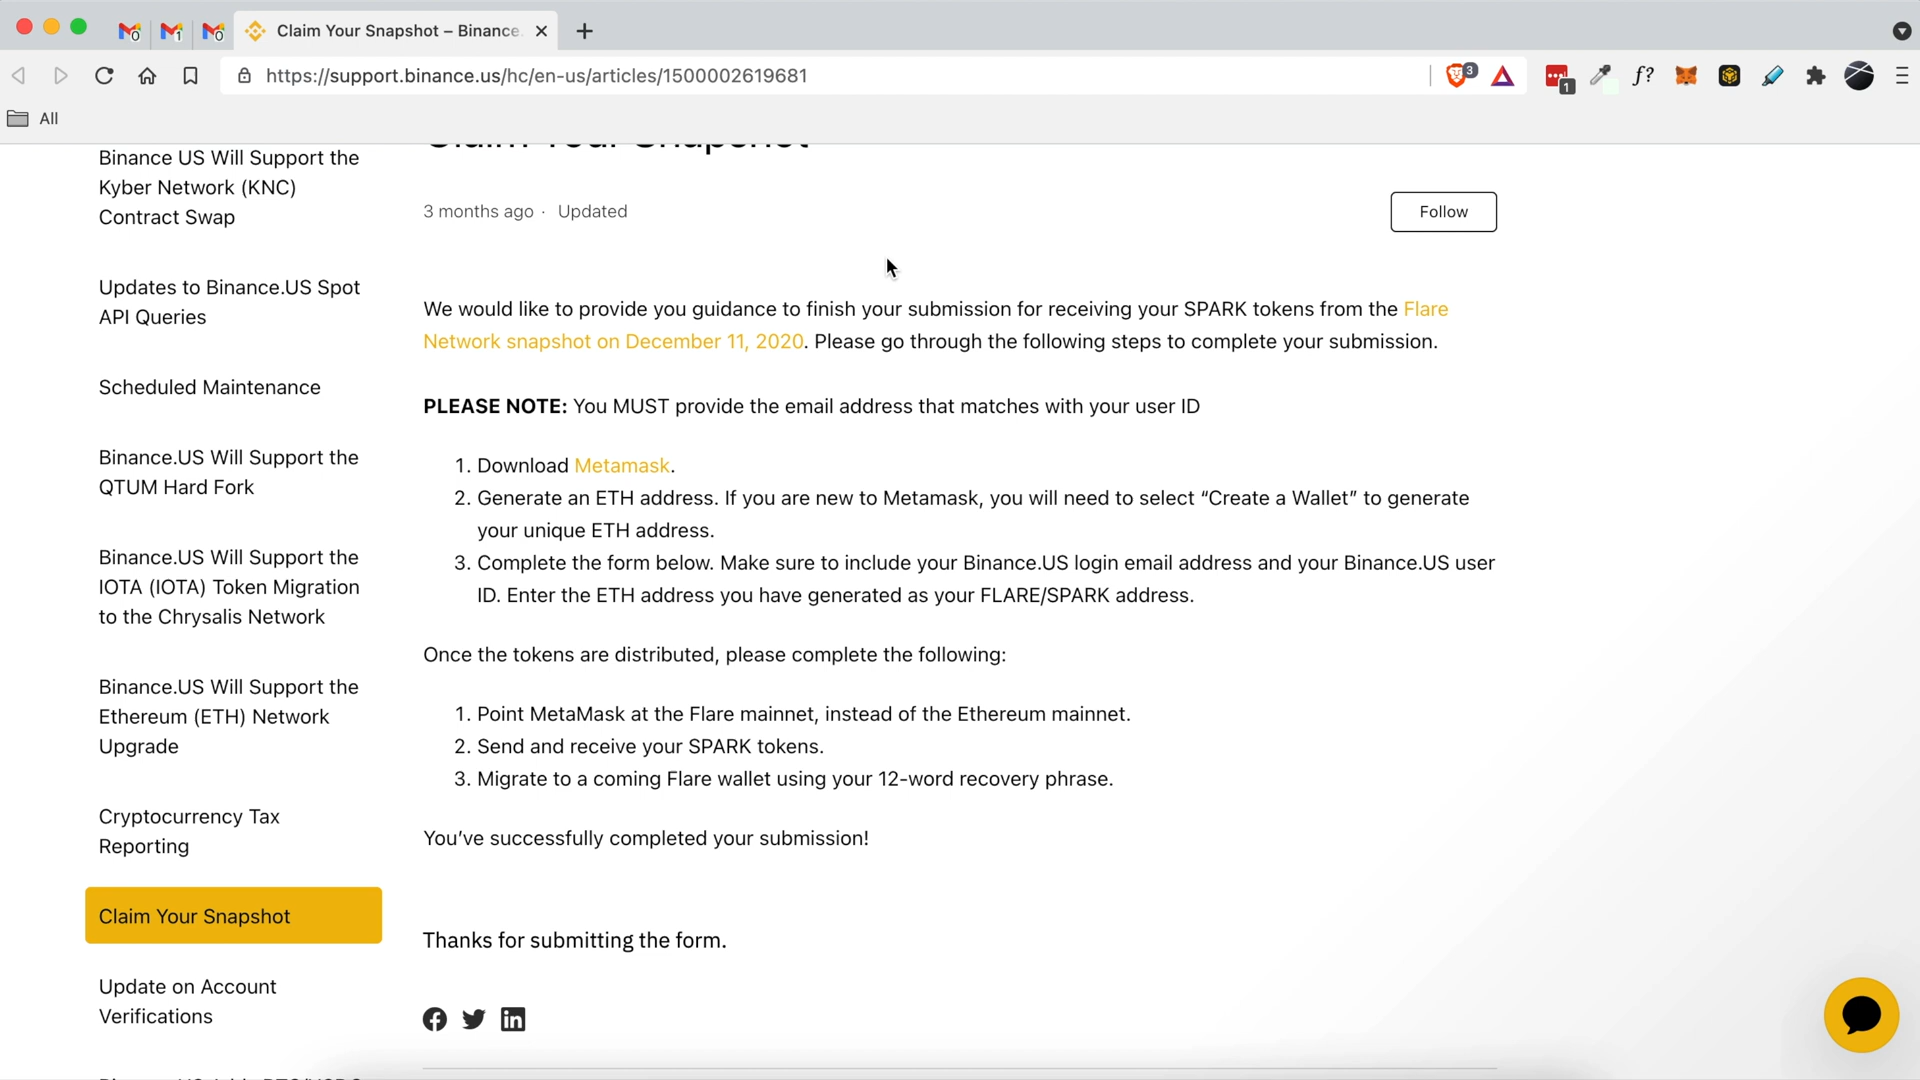 0
1
0
Claim Your Snapshot – Binance.
https://support.binance.us/hc/en-us/articles/1500002619681
3
1
f?
All
Claim Your Snapshot
Binance US Will Support the
Kyber Network (KNC)
Contract Swap
Updates to Binance.US Spot
API Queries
Scheduled Maintenance
Binance.US Will Support the
QTUM Hard Fork
Binance.US Will Support the
IOTA (IOTA) Token Migration
to the Chrysalis Network
Binance.US Will Support the
Ethereum (ETH) Network
Upgrade
Cryptocurrency Tax
Reporting
Claim Your Snapshot
Update on Account
Verifications
3 months ago · Updated
Follow
We would like to provide you guidance to finish your submission for receiving your SPARK tokens from the Flare
Network snapshot on December 11, 2020. Please go through the following steps to complete your submission.
PLEASE NOTE: You MUST provide the email address that matches with your user ID
1. Download Metamask.
2. Generate an ETH address. If you are new to Metamask, you will need to select “Create a Wallet” to generate
your unique ETH address.
3. Complete the form below. Make sure to include your Binance.US login email address and your Binance.US user
ID. Enter the ETH address you have generated as your FLARE/SPARK address.
Once the tokens are distributed, please complete the following:
1. Point MetaMask at the Flare mainnet, instead of the Ethereum mainnet.
2. Send and receive your SPARK tokens.
3. Migrate to a coming Flare wallet using your 12-word recovery phrase.
You’ve successfully completed your submission!
Thanks for submitting the form.